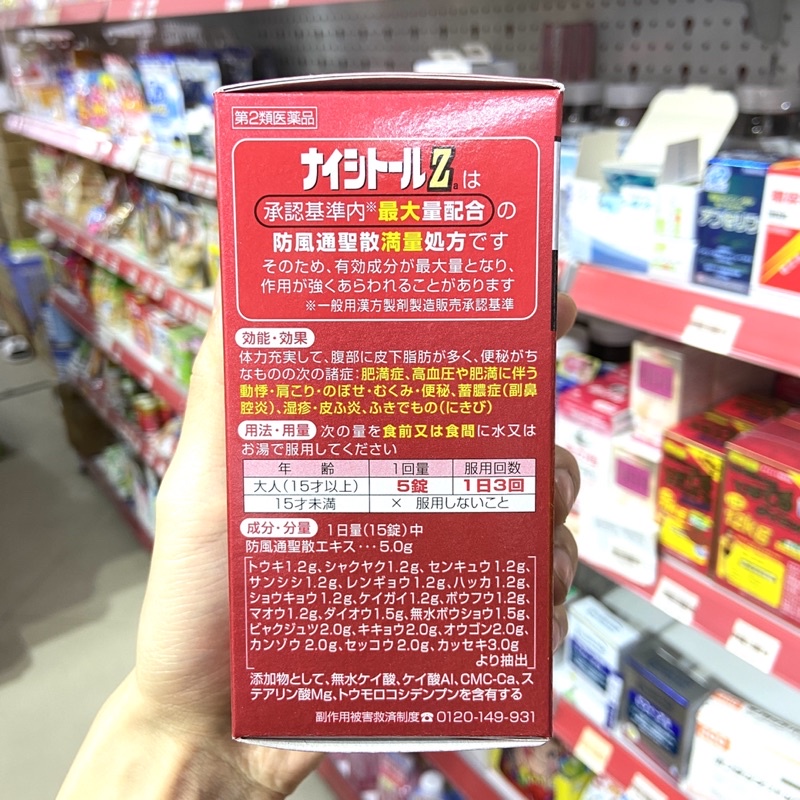 第2類医薬品
ナイシトールZaは
承認基準内※最大量配合の
防風通聖散満量処方です
そのため、有効成分が最大量となり、
作用が強くあらわれることがあります
※一般用漢方製剤製造販売承認基準
効能・効果
体力充実して、腹部に皮下脂肪が多く、便秘がち
なものの次の諸症:肥満症、高血圧や肥満に伴う
動悸・肩こり・のぼせ・むくみ・便秘、蓄膿症(副鼻
腔炎)、湿疹・皮ふ炎、ふきでもの(にきび)
用法・用量 次の量を食前又は食間に水又は
お湯で服用してください
年 齢 1回量 服用回数
大人(15才以上) 5錠 1日3回
15才未満 × 服用しないこと
成分・分量 1日量(15錠)中
防風通聖散エキス・・・5.0g
トウキ1.2g、シャクヤク1.2g、センキュウ1.2g、
サンシシ1.2g、レンギョウ1.2g、ハッカ1.2g、
ショウキョウ1.2g、ケイガイ1.2g、ボウフウ1.2g、
マオウ1.2g、ダイオウ1.5g、無水ボウショウ1.5g、
ビャクジュツ2.0g、キキョウ2.0g、オウゴン2.0g、
カンゾウ2.0g、セッコウ2.0g、カッセキ3.0g
より抽出
添加物として、無水ケイ酸、ケイ酸Al、CMC-Ca、ス
テアリン酸Mg、トウモロコシデンプンを含有する
副作用被害救済制度☎0120-149-931